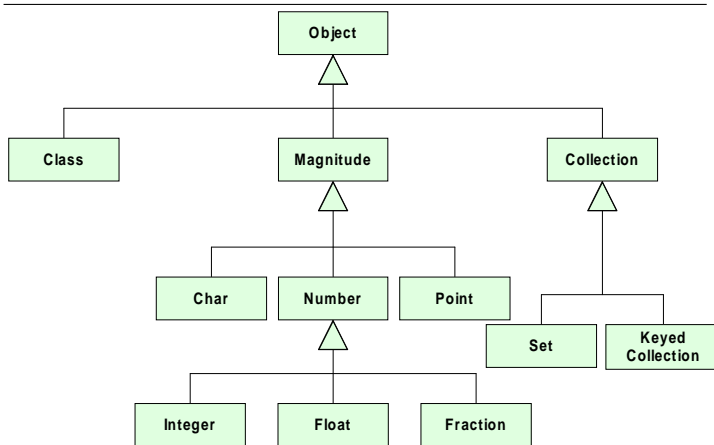 Object
Class
Magnitude
Collection
Char
Number
Point
Set
Keyed
Collection
Integer
Float
Fraction